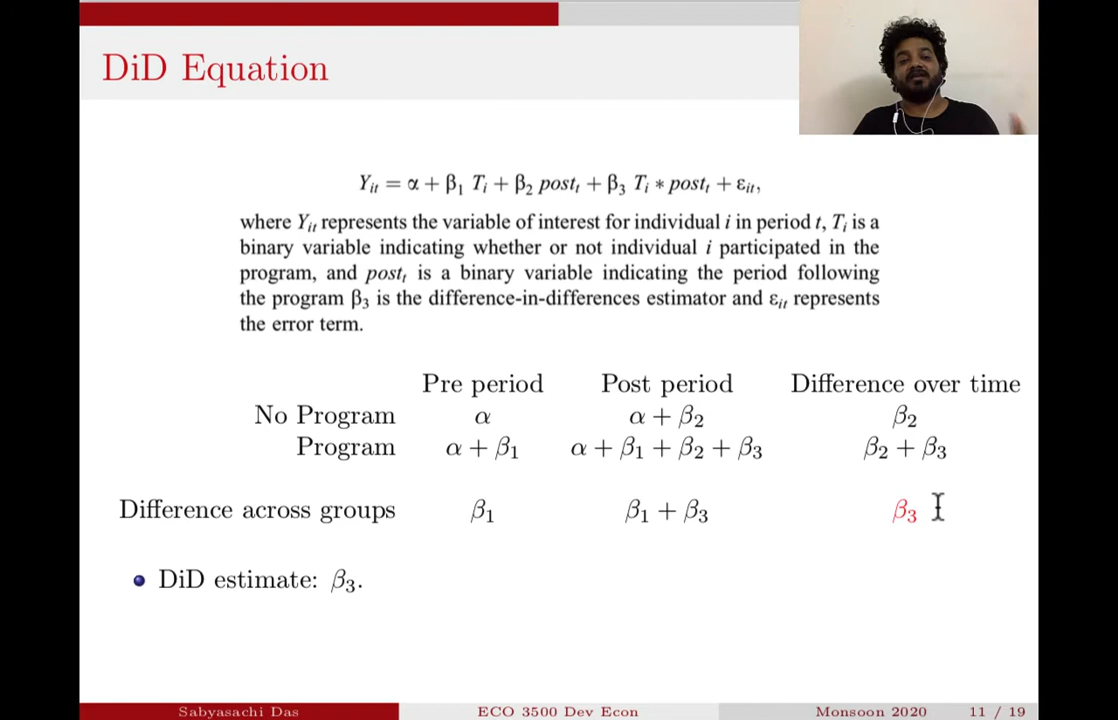 DiD Equation
Yᵢₜ = α + β₁ Tᵢ + β₂ postₜ + β₃ Tᵢ * postₜ + εᵢₜ,
where Yᵢₜ represents the variable of interest for individual i in period t, Tᵢ is a
binary variable indicating whether or not individual i participated in the
program, and postₜ is a binary variable indicating the period following
the program β₃ is the difference-in-differences estimator and εᵢₜ represents
the error term.
Pre period Post period Difference over time
No Program α α + β₂ β₂
Program α + β₁ α + β₁ + β₂ + β₃ β₂ + β₃
Difference across groups β₁ β₁ + β₃ β₃
DiD estimate: β₃.
Sabyasachi Das ECO 3500 Dev Econ Monsoon 2020 11 / 19